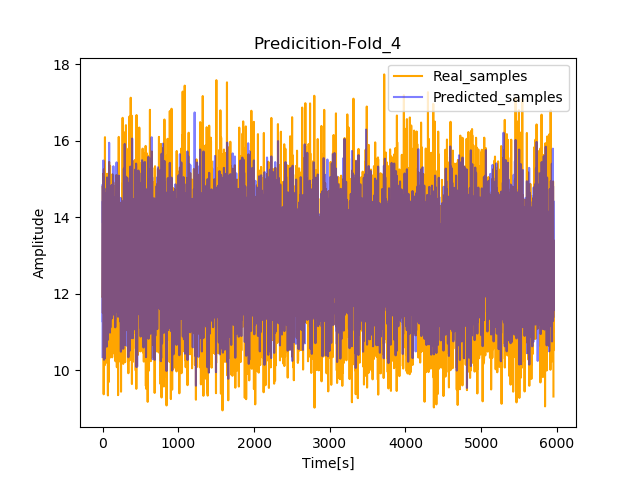 Predicition-Fold_4
Real_samples
Predicted_samples
18
16
14
12
10
Amplitude
0 1000 2000 3000 4000 5000 6000
Time[s]